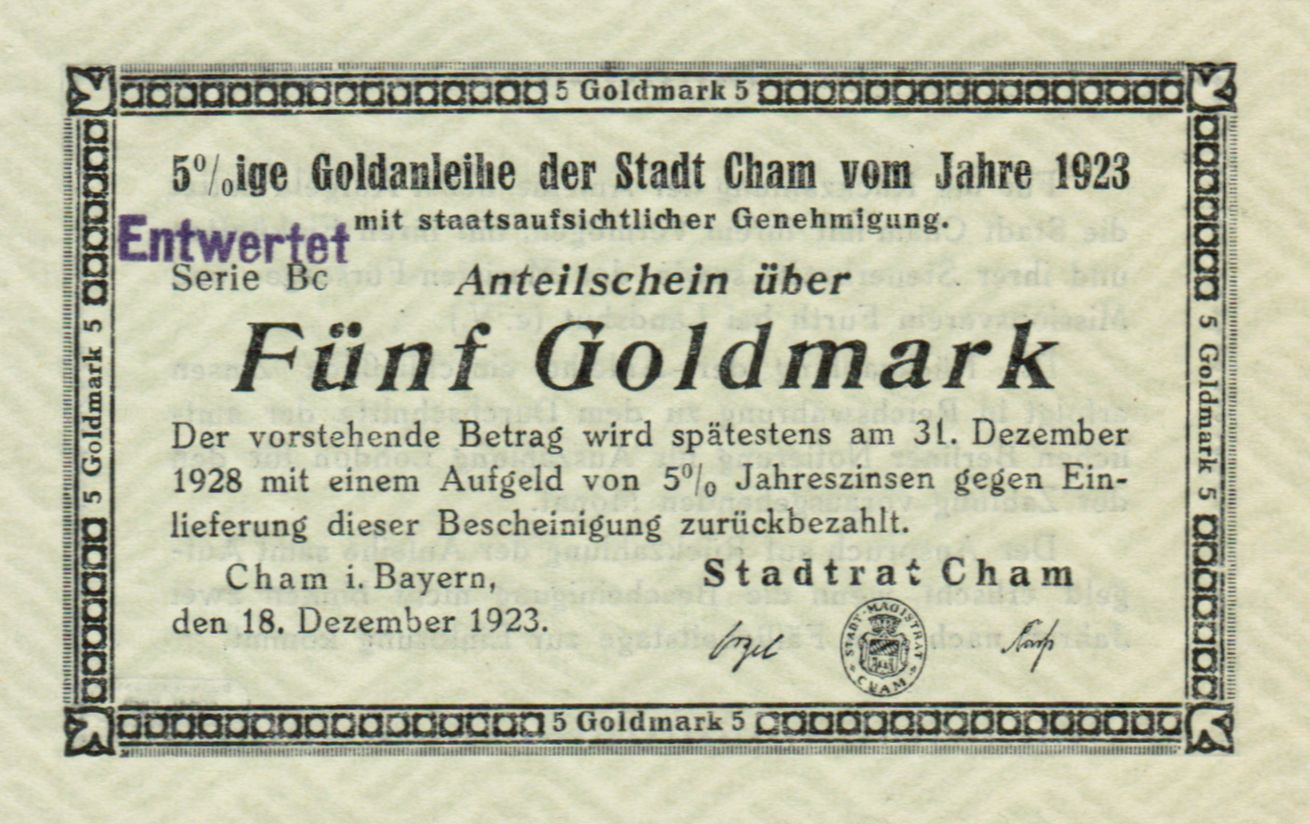 5 Goldmark 5
5%ige Goldanleihe der Stadt Cham vom Jahre 1923
mit staatsaufsichtlicher Genehmigung.
Entwertet
Serie Bc Anteilschein über
Fünf Goldmark
Der vorstehende Betrag wird spätestens am 31. Dezember
1928 mit einem Aufgeld von 5% Jahreszinsen gegen Ein-
lieferung dieser Bescheinigung zurückbezahlt.
Cham i. Bayern,
den 18. Dezember 1923.
Stadtrat Cham
STADT-MAGISTRAT
CHAM
5 Goldmark 5
5 Goldmark 5
5 Goldmark 5